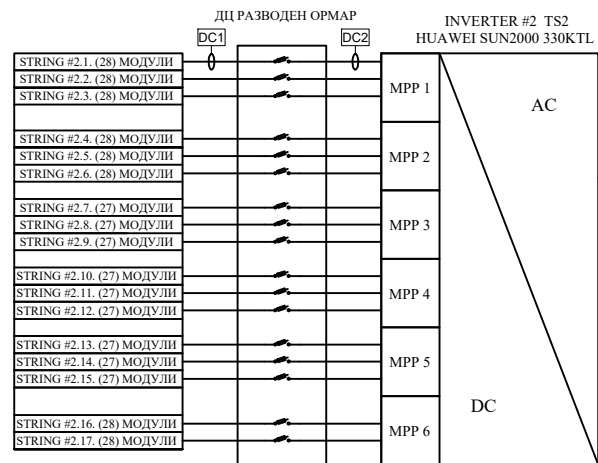 ДЦ РАЗВОДЕН ОРМАР
INVERTER #2 TS2
HUAWEI SUN2000 330KTL
DC1
DC2
STRING #2.1. (28) МОДУЛИ
STRING #2.2. (28) МОДУЛИ
STRING #2.3. (28) МОДУЛИ
MPP 1
AC
STRING #2.4. (28) МОДУЛИ
STRING #2.5. (28) МОДУЛИ
STRING #2.6. (28) МОДУЛИ
MPP 2
STRING #2.7. (27) МОДУЛИ
STRING #2.8. (27) МОДУЛИ
STRING #2.9. (27) МОДУЛИ
MPP 3
STRING #2.10. (27) МОДУЛИ
STRING #2.11. (27) МОДУЛИ
STRING #2.12. (27) МОДУЛИ
MPP 4
STRING #2.13. (27) МОДУЛИ
STRING #2.14. (27) МОДУЛИ
STRING #2.15. (27) МОДУЛИ
MPP 5
DC
STRING #2.16. (28) МОДУЛИ
STRING #2.17. (28) МОДУЛИ
MPP 6